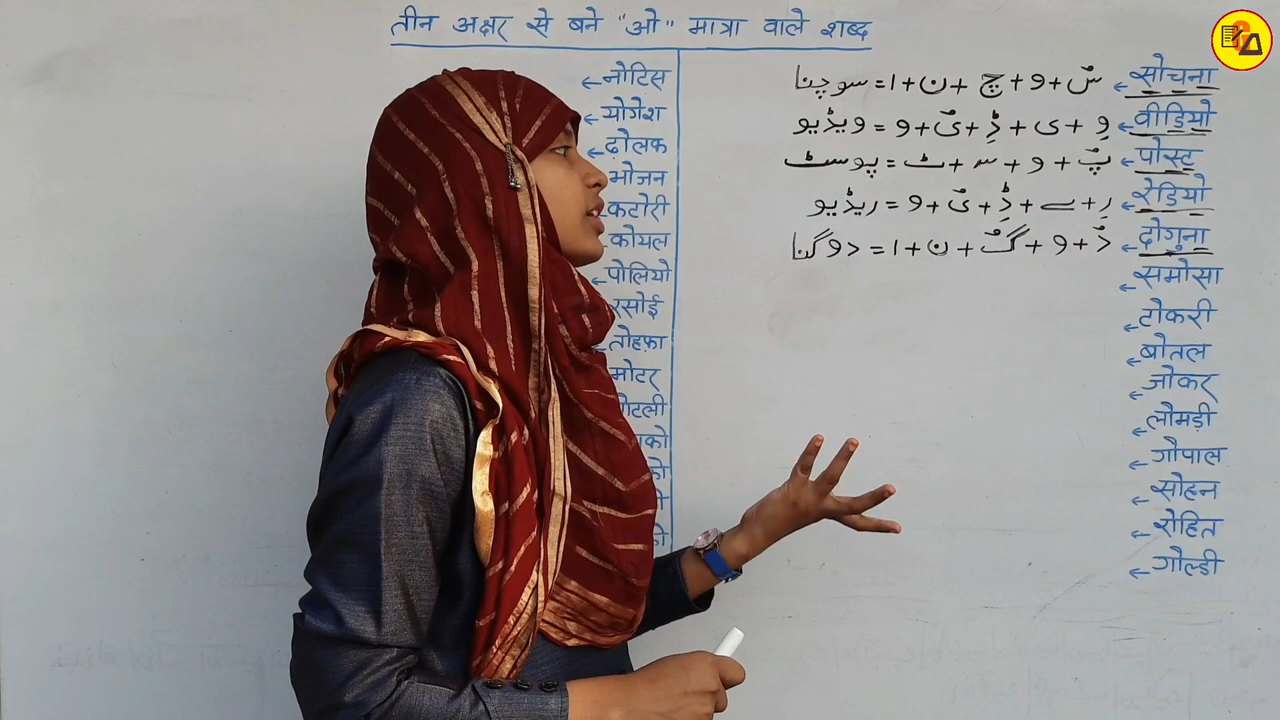 तीन अक्षर से बने "ओ" मात्रा वाले शब्द
सोचना ← سُ + و + چ + ن + ا = سوچنا
वीडियो ← وِ + ی + ڈِ + یُ + و = ویڈیو
पोस्ट ← پُ + و + س + ٹ = پوسٹ
रेडियो ← رِ + ے + ڈِ + یُ + و = ریڈیو
दोगुना ← دُ + و + گُ + ن + ا = دوگنا
← समोसा
← टोकरी
← बोतल
← जोकर
← लोमड़ी
← गोपाल
← सोहन
← रोहित
← गोल्डी
← नोटिस
← योगेश
← ढ़ोलक
भोजन
कटोरी
← कोयल
← पोलियो
रसोई
तोहफ़ा
मोटर